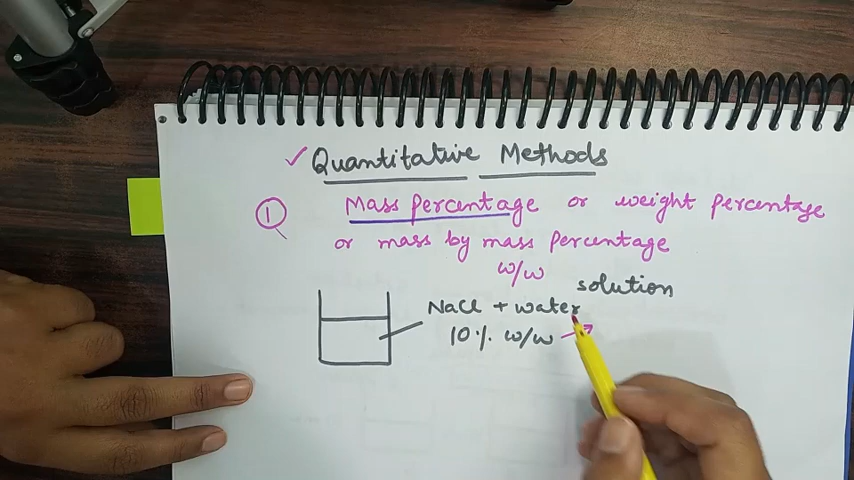 ✓ Quantitative Methods
① Mass percentage or weight percentage
or mass by mass percentage
w/w
solution
NaCl + water
10% w/w →